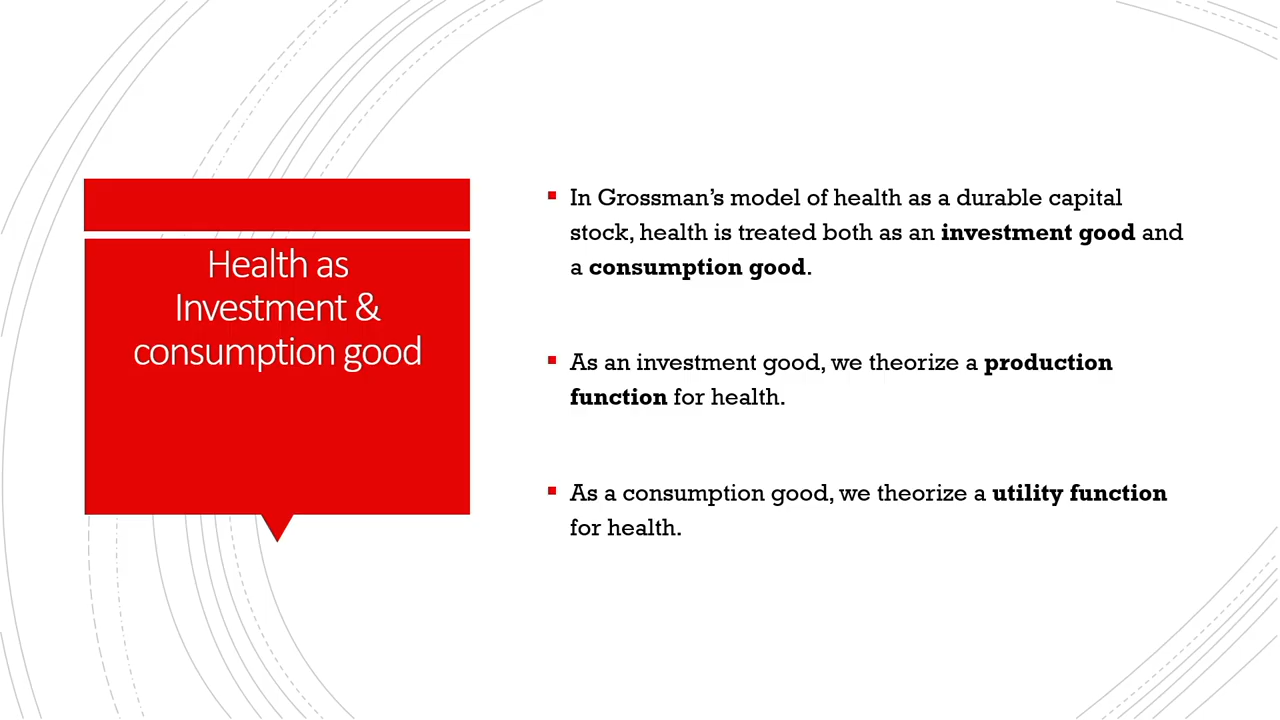 Health as
Investment &
consumption good
In Grossman’s model of health as a durable capital
stock, health is treated both as an investment good and
a consumption good.
As an investment good, we theorize a production
function for health.
As a consumption good, we theorize a utility function
for health.